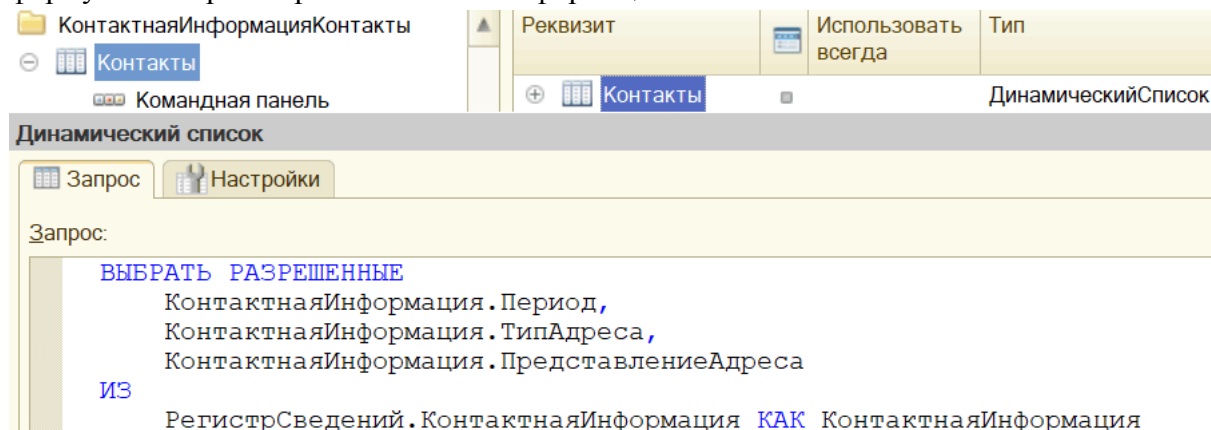 КонтактнаяИнформацияКонтакты
Контакты
Командная панель
Реквизит
Использовать всегда
Тип
Контакты
ДинамическийСписок
Динамический список
Запрос
Настройки
Запрос:
ВЫБРАТЬ РАЗРЕШЕННЫЕ
КонтактнаяИнформация.Период,
КонтактнаяИнформация.ТипАдреса,
КонтактнаяИнформация.ПредставлениеАдреса
ИЗ
РегистрСведений.КонтактнаяИнформация КАК КонтактнаяИнформация